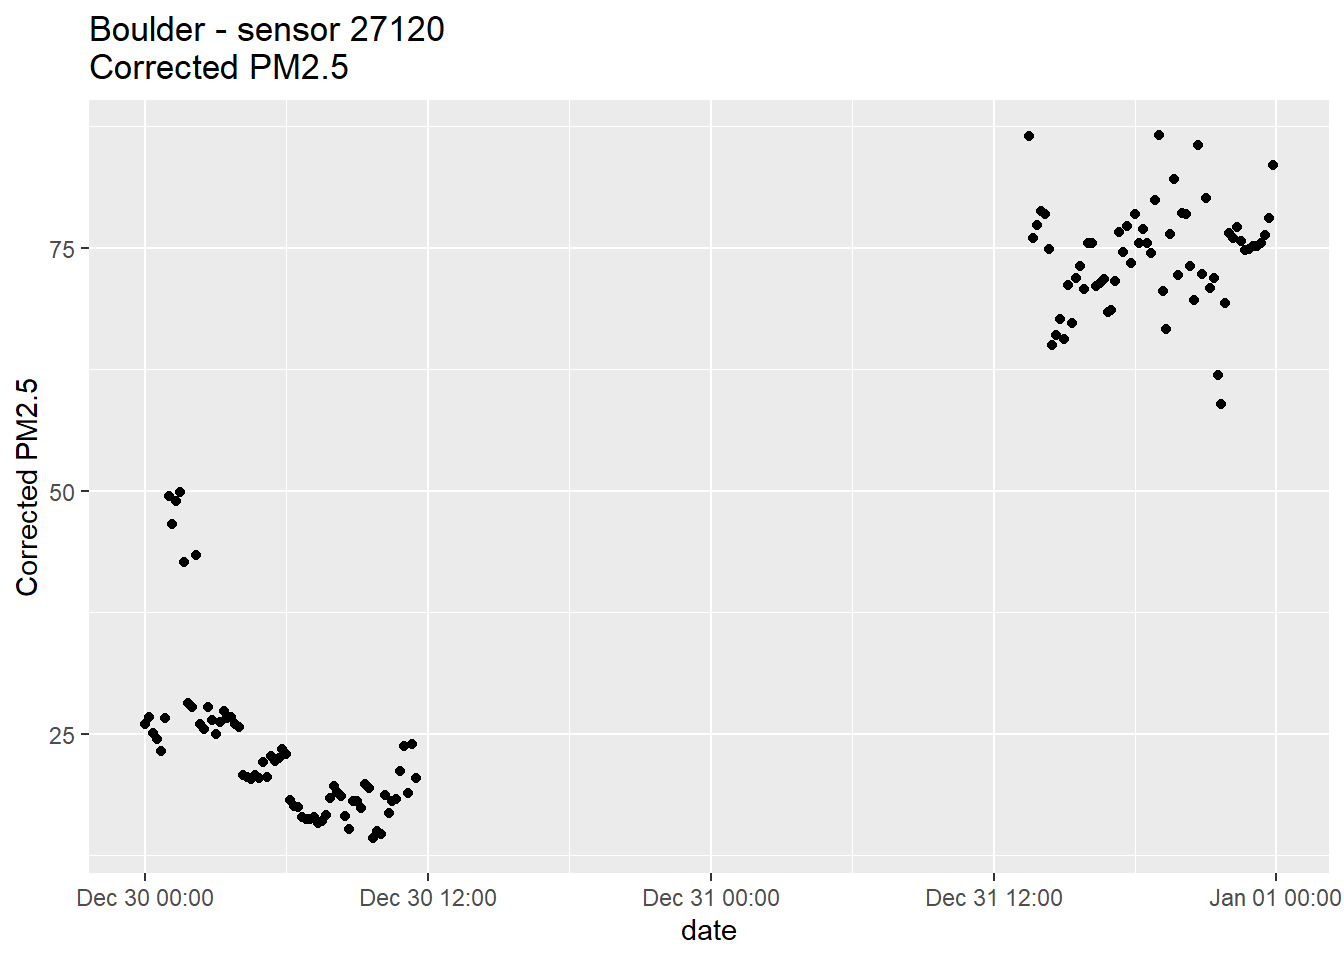 Boulder - sensor 27120
Corrected PM2.5
Corrected PM2.5
75
50
25
Dec 30 00:00
Dec 30 12:00
Dec 31 00:00
Dec 31 12:00
Jan 01 00:00
date